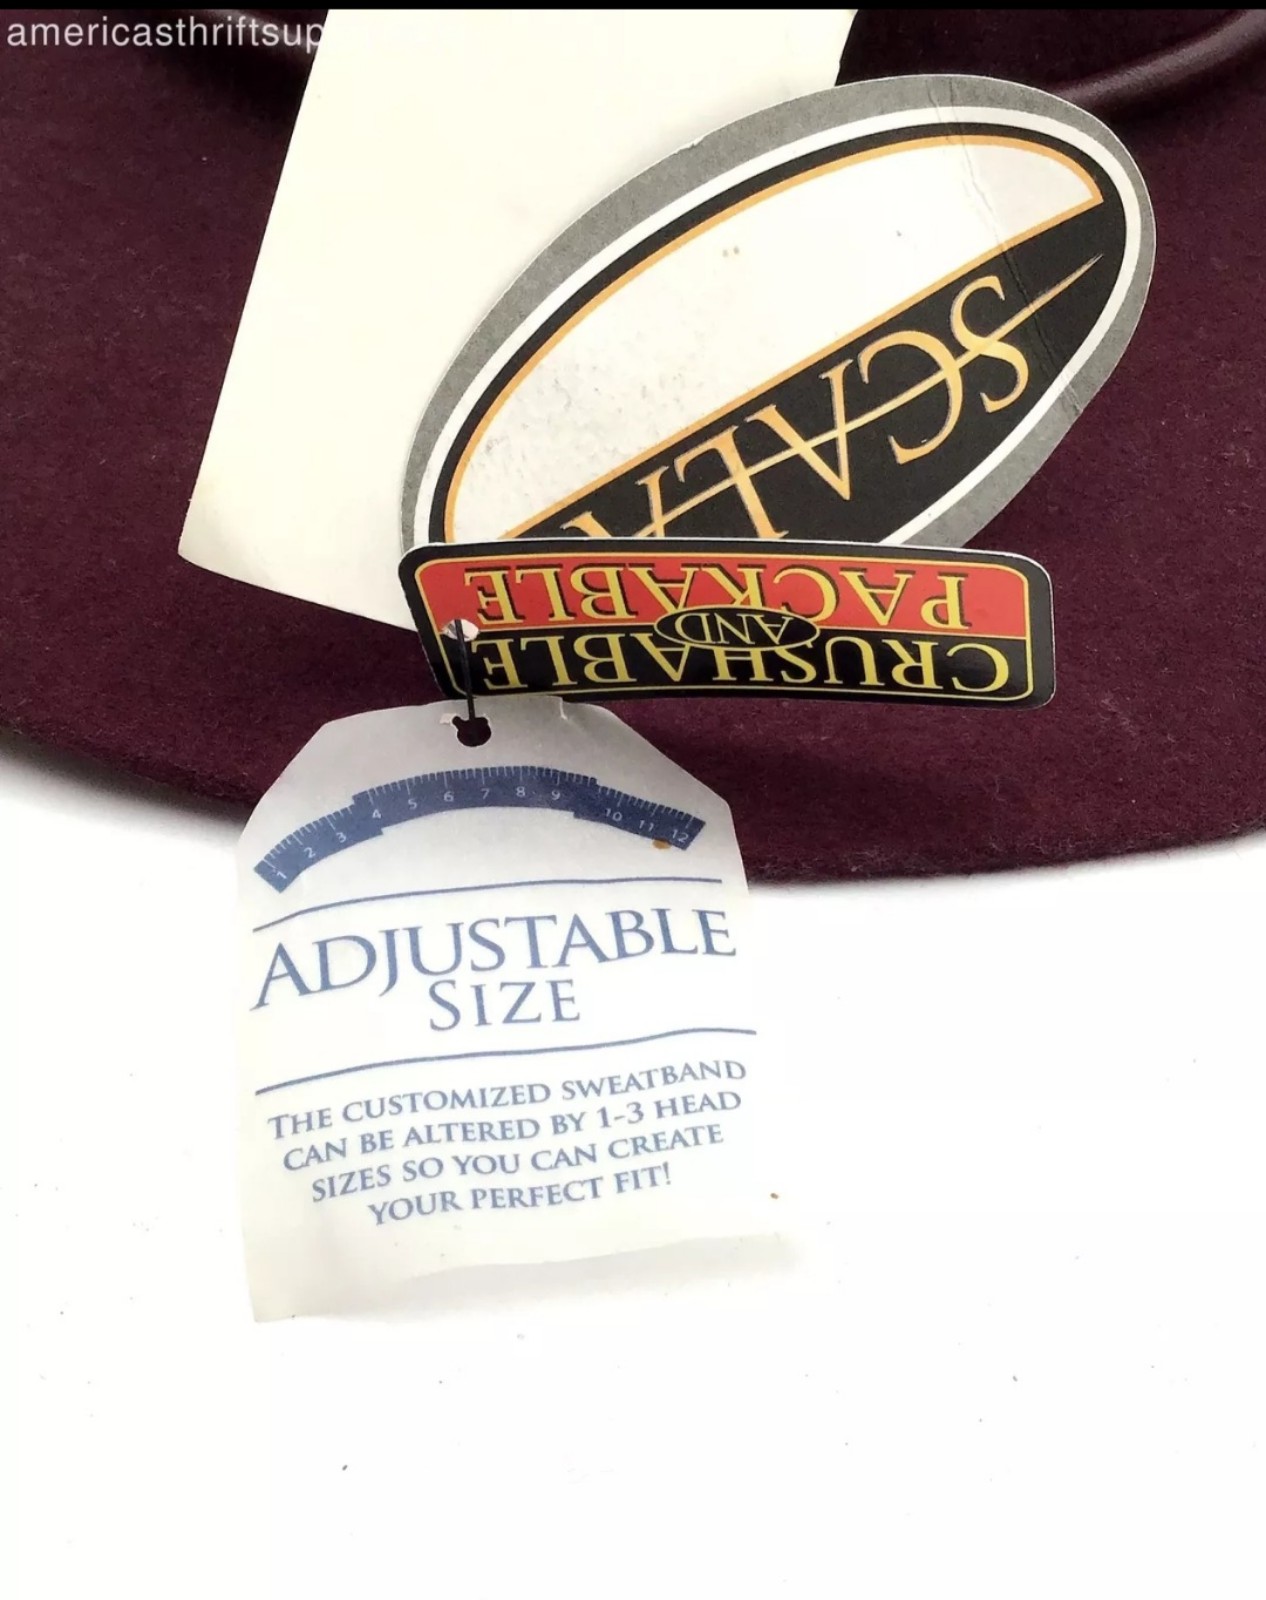 americasthriftsup
SCALA
CRUSHABLE
AND
PACKABLE
1 2 3 4 5 6 7 8 9 10 11 12
ADJUSTABLE
SIZE
THE CUSTOMIZED SWEATBAND
CAN BE ALTERED BY 1-3 HEAD
SIZES SO YOU CAN CREATE
YOUR PERFECT FIT!